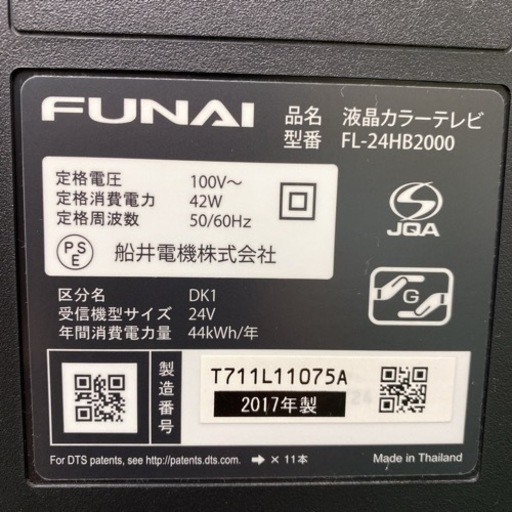 FUNAI
品名 液晶カラーテレビ
型番 FL-24HB2000
定格電圧 100V～
定格消費電力 42W
定格周波数 50/60Hz
PSE 船井電機株式会社
S
JQA
G
区分名 DK1
受信機型サイズ 24V
年間消費電力量 44kWh/年
製造番号
T711L11075A
2017年製
For DTS patents, see http://patents.dts.com. → × 11本
Made in Thailand